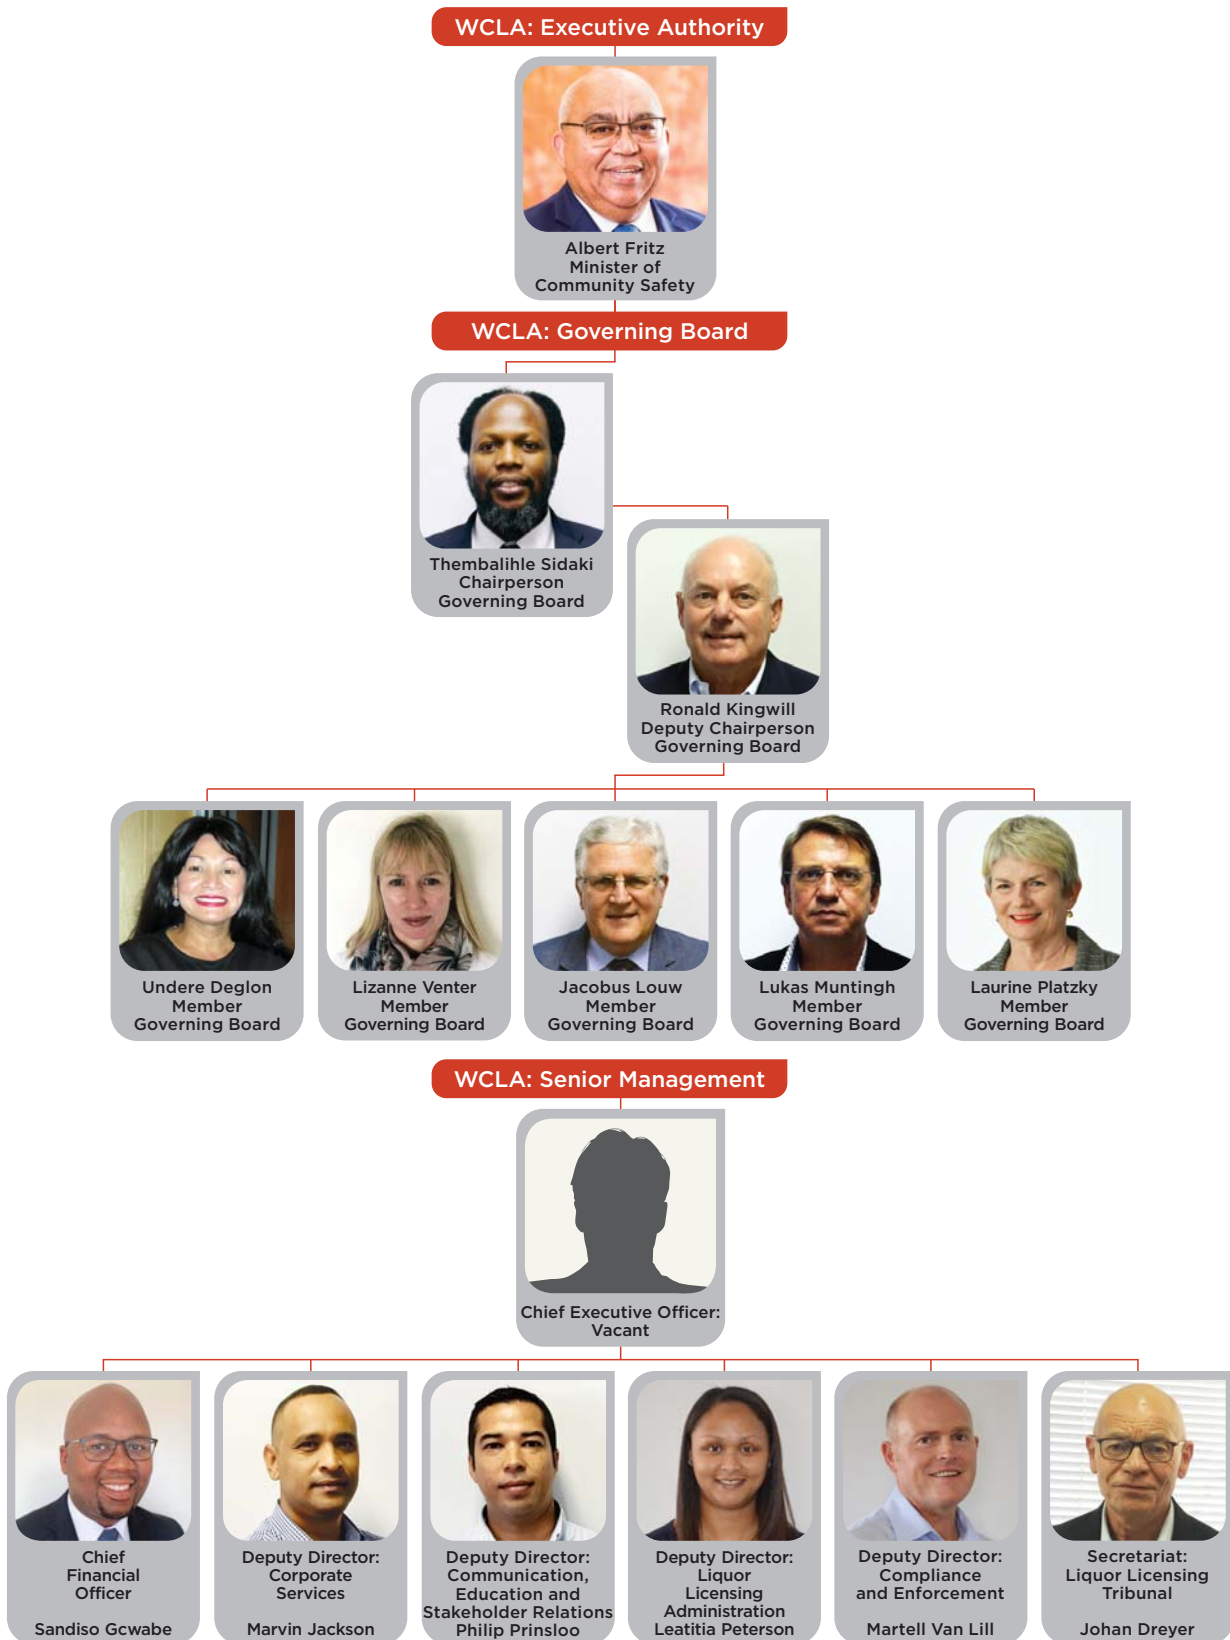 WCLA: Executive Authority
Albert Fritz
Minister of
Community Safety
WCLA: Governing Board
Thembalihle Sidaki
Chairperson
Governing Board
Ronald Kingwill
Deputy Chairperson
Governing Board
Undere Deglon
Member
Governing Board
Lizanne Venter
Member
Governing Board
Jacobus Louw
Member
Governing Board
Lukas Muntingh
Member
Governing Board
Laurine Platzky
Member
Governing Board
WCLA: Senior Management
Chief Executive Officer:
Vacant
Chief
Financial
Officer
Sandiso Gcwabe
Deputy Director:
Corporate
Services
Marvin Jackson
Deputy Director:
Communication,
Education and
Stakeholder Relations
Philip Prinsloo
Deputy Director:
Liquor
Licensing
Administration
Leatitia Peterson
Deputy Director:
Compliance
and Enforcement
Martell Van Lill
Secretariat:
Liquor Licensing
Tribunal
Johan Dreyer